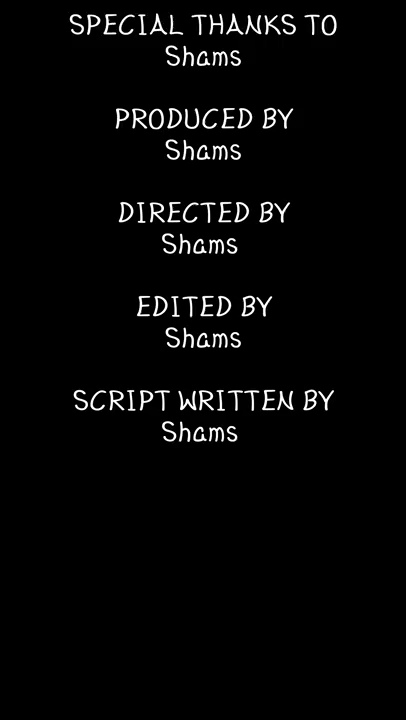 SPECIAL THANKS TO
Shams
PRODUCED BY
Shams
DIRECTED BY
Shams
EDITED BY
Shams
SCRIPT WRITTEN BY
Shams